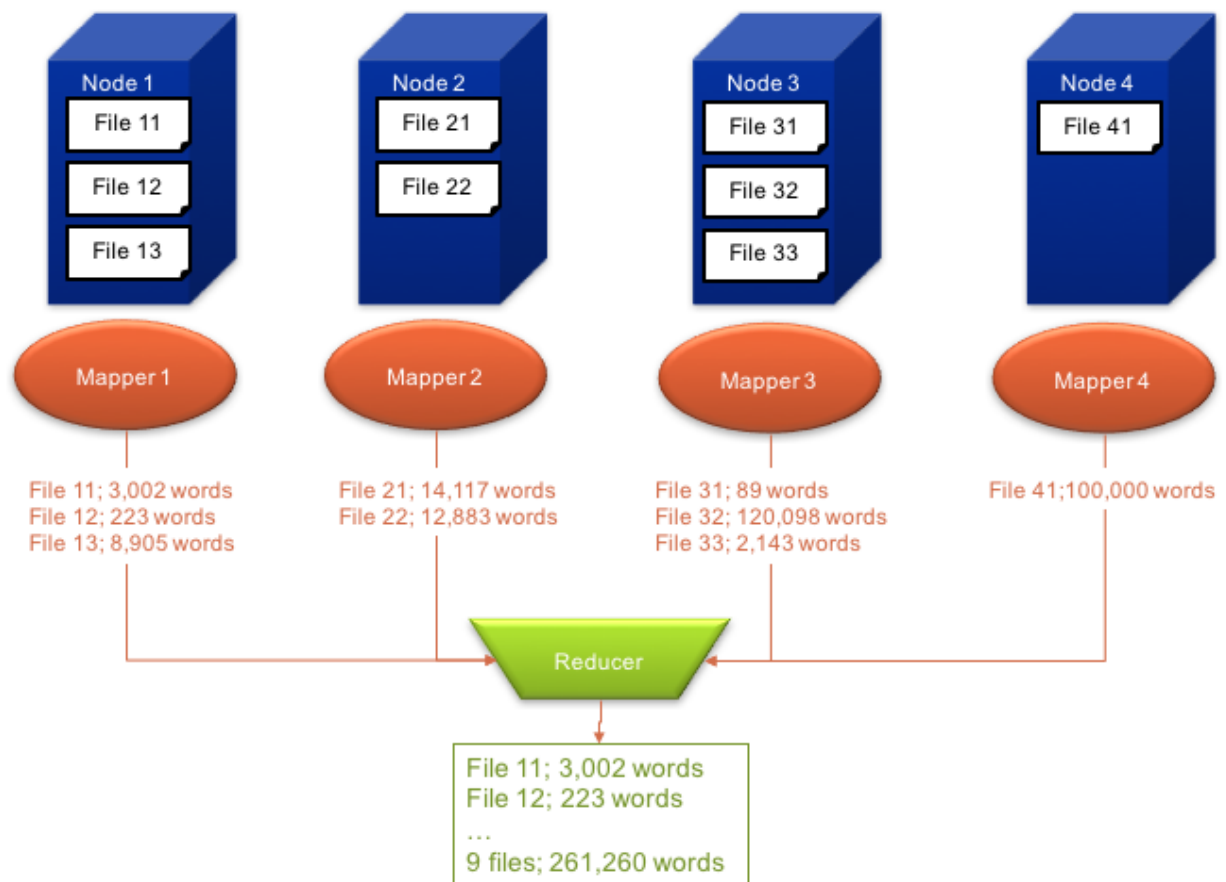 Node 1
File 11
File 12
File 13
Node 2
File 21
File 22
Node 3
File 31
File 32
File 33
Node 4
File 41
Mapper 1
Mapper 2
Mapper 3
Mapper 4
File 11; 3,002 words
File 12; 223 words
File 13; 8,905 words
File 21; 14,117 words
File 22; 12,883 words
File 31; 89 words
File 32; 120,098 words
File 33; 2,143 words
File 41;100,000 words
Reducer
File 11; 3,002 words
File 12; 223 words
...
9 files; 261,260 words